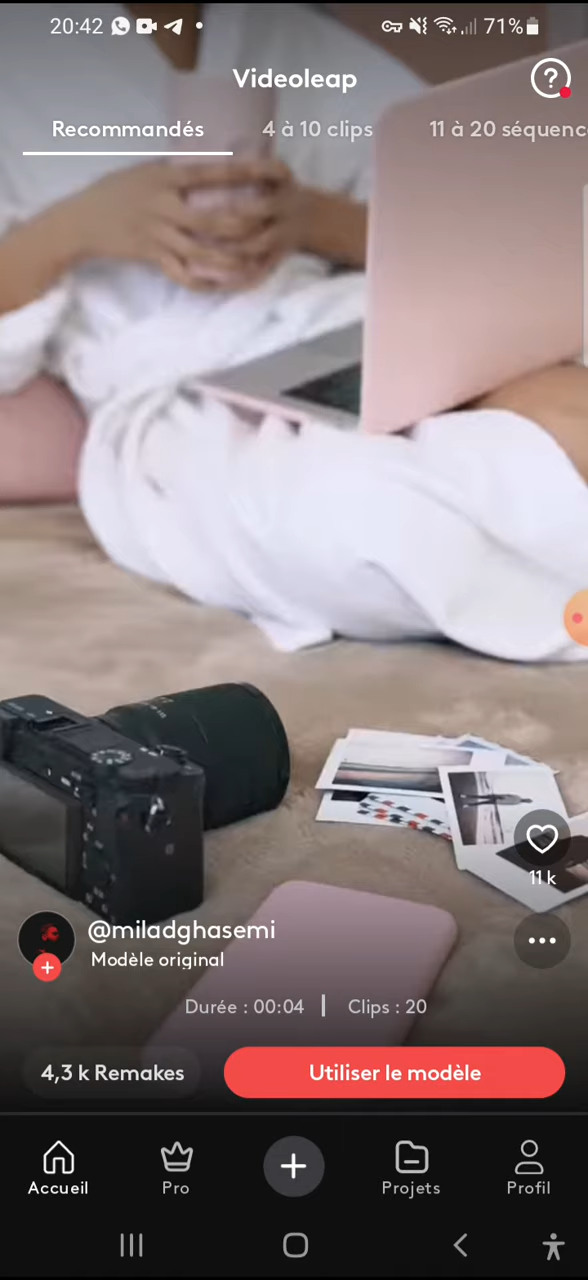 20:42 71%
Videoleap
Recommandés 4 à 10 clips 11 à 20 séquenc
11 k
@miladghasemi
Modèle original
Durée : 00:04 | Clips : 20
4,3 k Remakes Utiliser le modèle
Accueil Pro Projets Profil